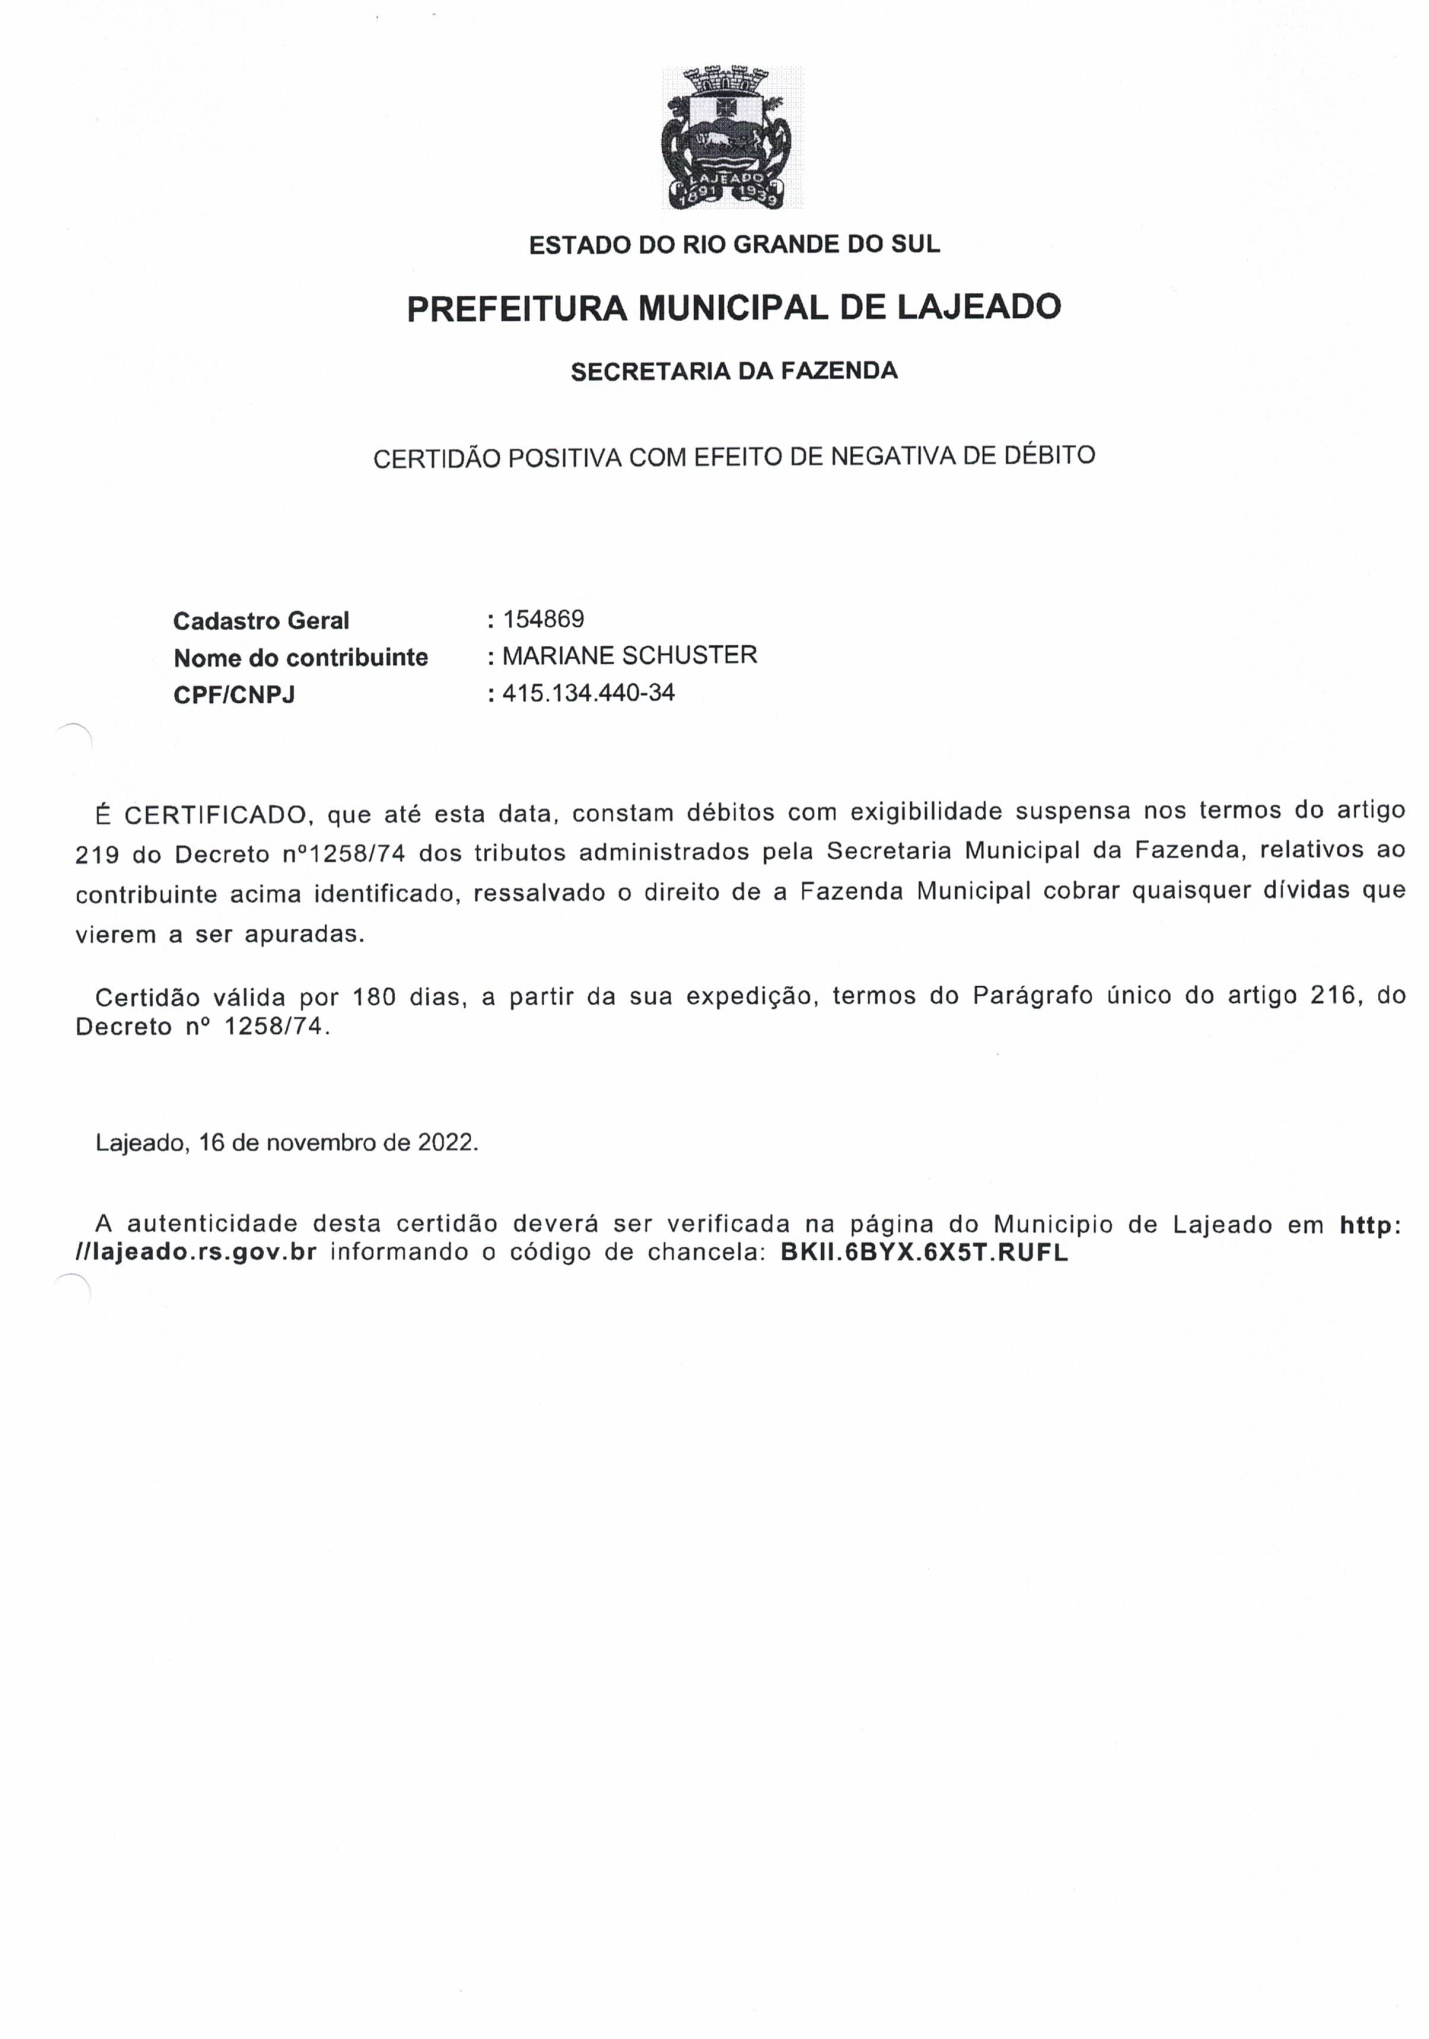 LAJEADO
1891 1939
ESTADO DO RIO GRANDE DO SUL
PREFEITURA MUNICIPAL DE LAJEADO
SECRETARIA DA FAZENDA
CERTIDÃO POSITIVA COM EFEITO DE NEGATIVA DE DÉBITO
Cadastro Geral : 154869
Nome do contribuinte : MARIANE SCHUSTER
CPF/CNPJ : 415.134.440-34
É CERTIFICADO, que até esta data, constam débitos com exigibilidade suspensa nos termos do artigo
219 do Decreto nº1258/74 dos tributos administrados pela Secretaria Municipal da Fazenda, relativos ao
contribuinte acima identificado, ressalvado o direito de a Fazenda Municipal cobrar quaisquer dívidas que
vierem a ser apuradas.
Certidão válida por 180 dias, a partir da sua expedição, termos do Parágrafo único do artigo 216, do
Decreto nº 1258/74.
Lajeado, 16 de novembro de 2022.
A autenticidade desta certidão deverá ser verificada na página do Municipio de Lajeado em http:
//lajeado.rs.gov.br informando o código de chancela: BKII.6BYX.6X5T.RUFL